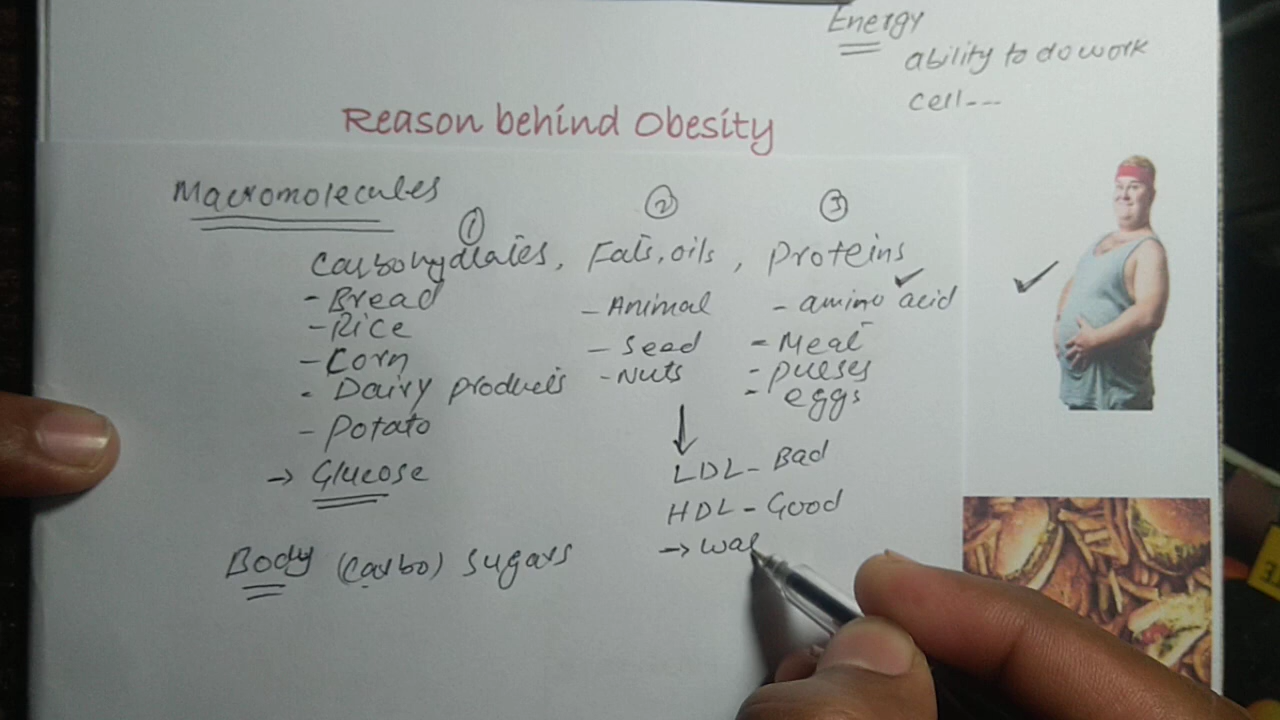 Energy
ability to do work
cell---
Reason behind Obesity
Macromolecules
① ② ③
Carbohydrates, Fats, oils, Proteins
- Bread
- Rice
- Corn
- Dairy products
- Potato
→ Glucose
- Animal
- Seed
- Nuts
↓
LDL - Bad
HDL - Good
→ wa
- amino acid
- Meat
- pulses
- eggs
Body (carbo) sugars